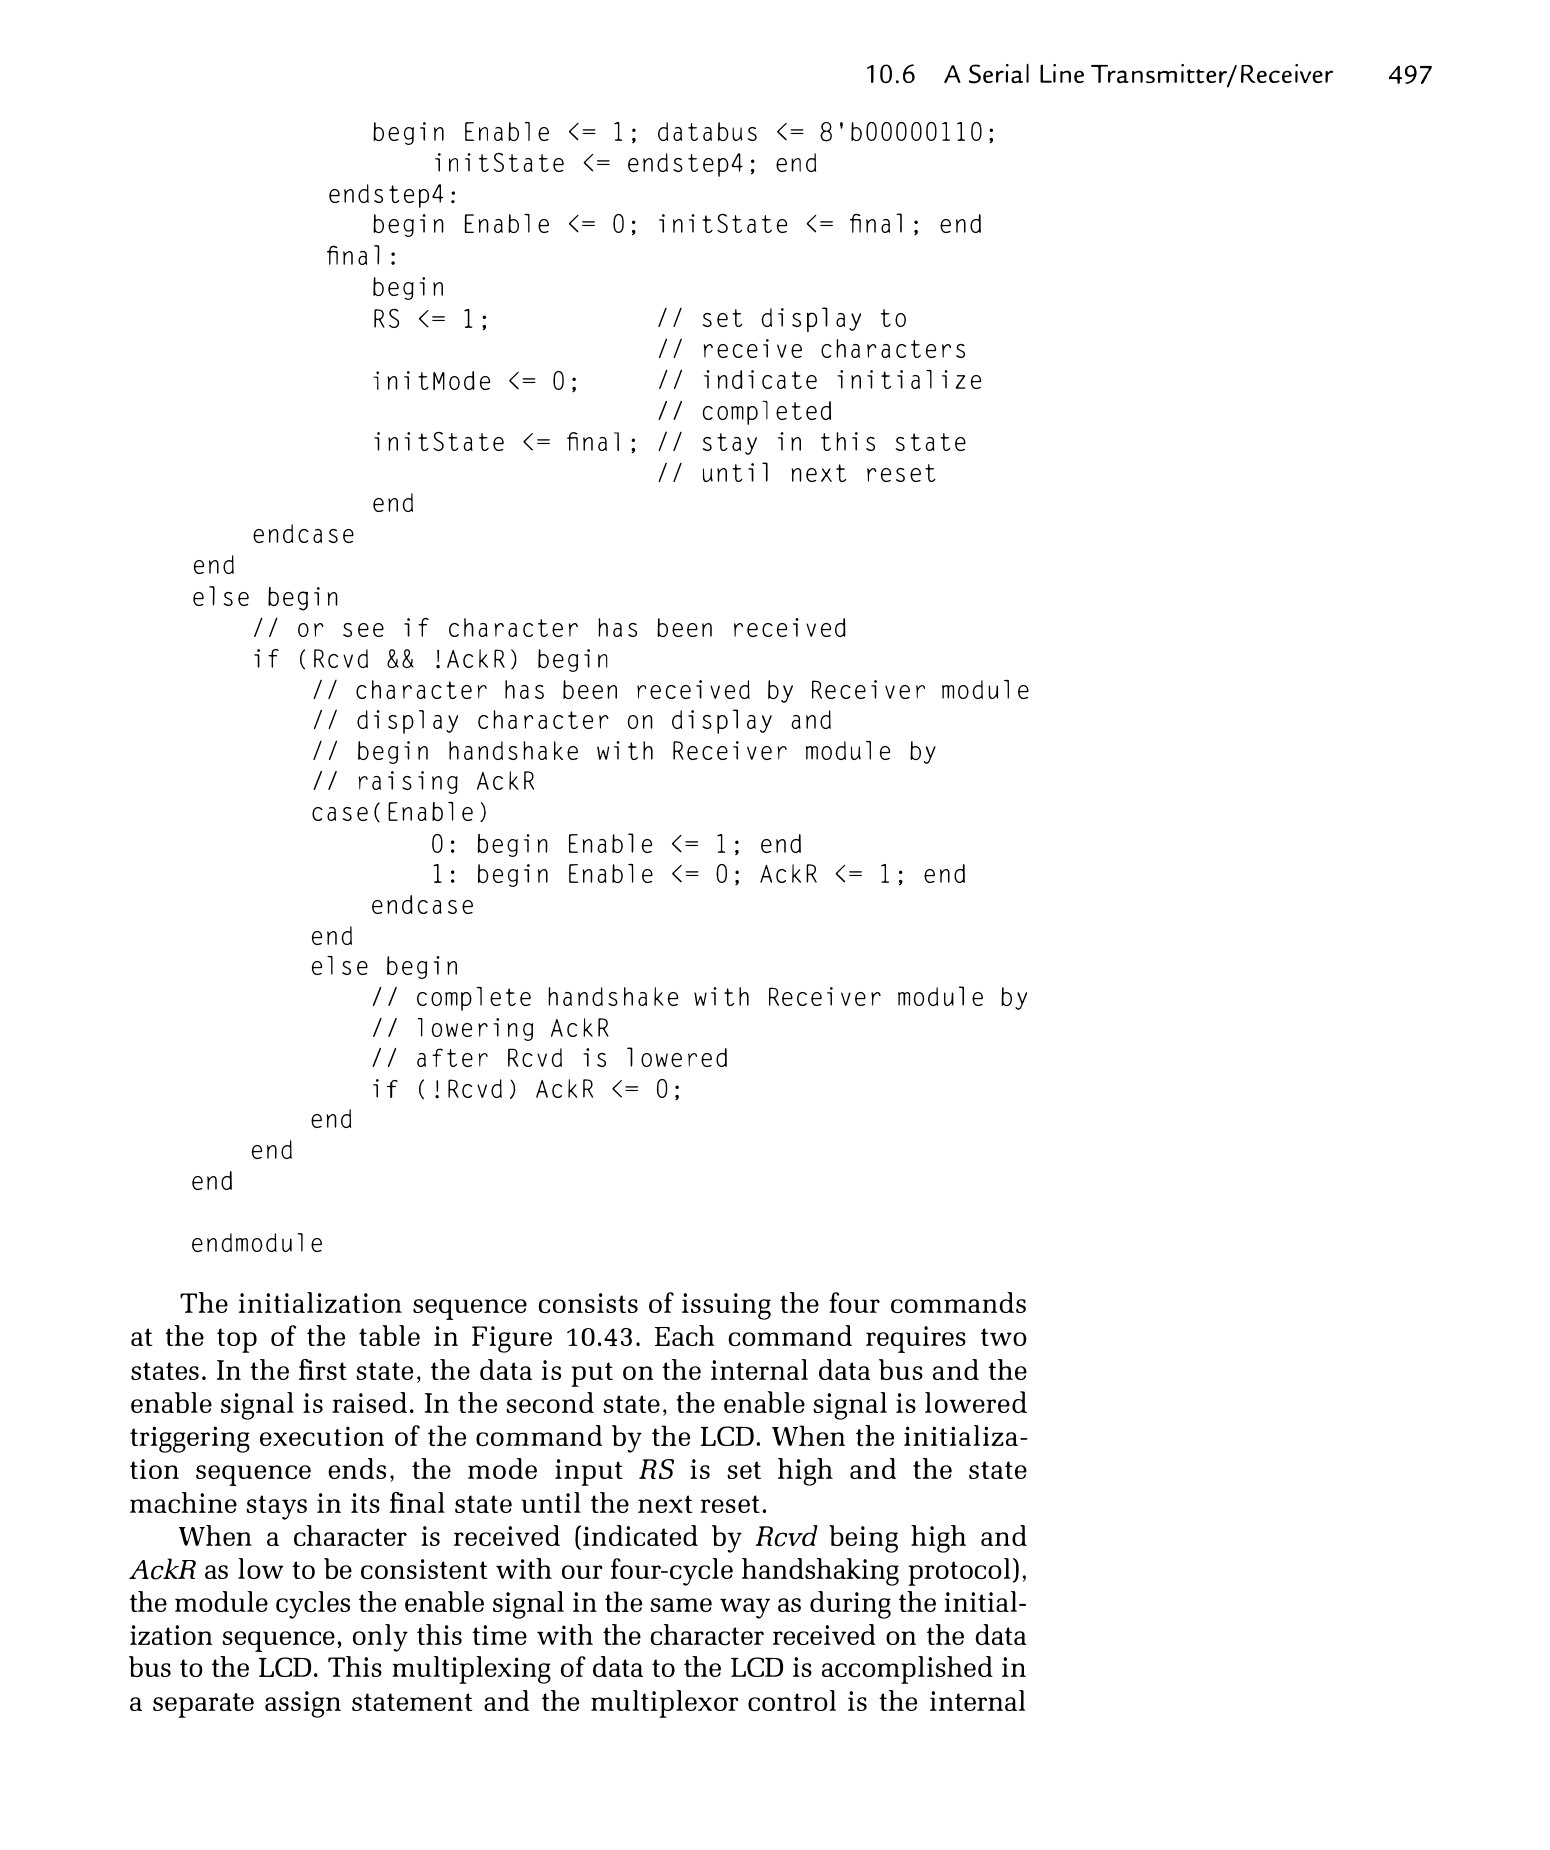 10.6 A Serial Line Transmitter/Receiver 497
begin Enable <= 1; databus <= 8'b00000110;
initState <= endstep4; end
endstep4:
begin Enable <= 0; initState <= final; end
final:
begin
RS <= 1; // set display to
// receive characters
initMode <= 0; // indicate initialize
// completed
initState <= final; // stay in this state
// until next reset
end
endcase
end
else begin
// or see if character has been received
if (Rcvd && !AckR) begin
// character has been received by Receiver module
// display character on display and
// begin handshake with Receiver module by
// raising AckR
case(Enable)
0: begin Enable <= 1; end
1: begin Enable <= 0; AckR <= 1; end
endcase
end
else begin
// complete handshake with Receiver module by
// lowering AckR
// after Rcvd is lowered
if (!Rcvd) AckR <= 0;
end
end
end
endmodule
The initialization sequence consists of issuing the four commands
at the top of the table in Figure 10.43. Each command requires two
states. In the first state, the data is put on the internal data bus and the
enable signal is raised. In the second state, the enable signal is lowered
triggering execution of the command by the LCD. When the initializa-
tion sequence ends, the mode input RS is set high and the state
machine stays in its final state until the next reset.
When a character is received (indicated by Rcvd being high and
AckR as low to be consistent with our four-cycle handshaking protocol),
the module cycles the enable signal in the same way as during the initial-
ization sequence, only this time with the character received on the data
bus to the LCD. This multiplexing of data to the LCD is accomplished in
a separate assign statement and the multiplexor control is the internal